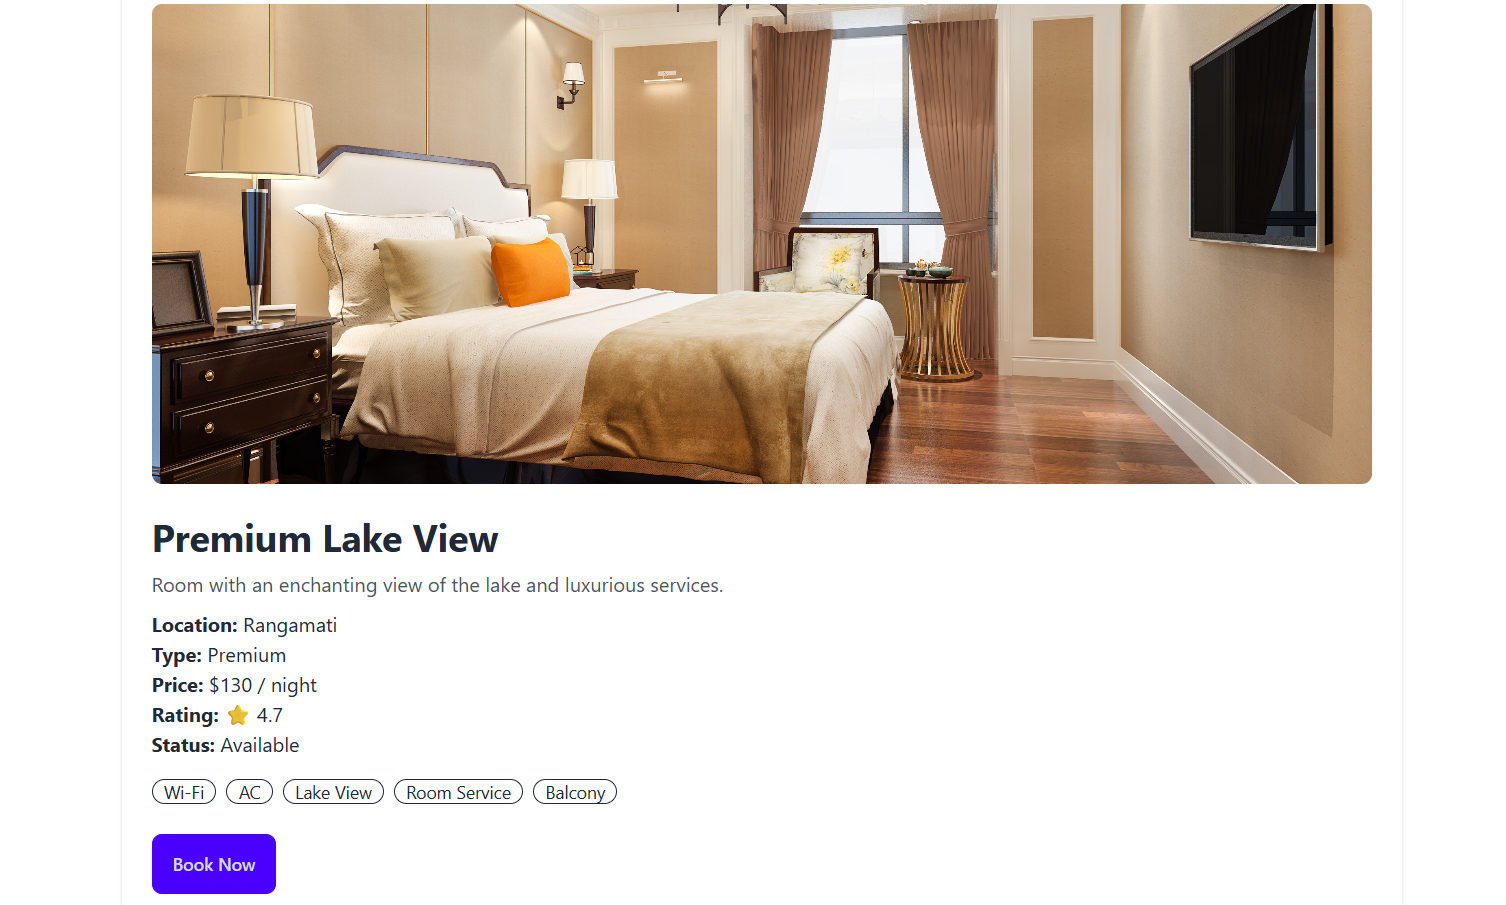 Premium Lake View
Room with an enchanting view of the lake and luxurious services.
Location: Rangamati
Type: Premium
Price: $130 / night
Rating: ⭐ 4.7
Status: Available
Wi-Fi AC Lake View Room Service Balcony
Book Now